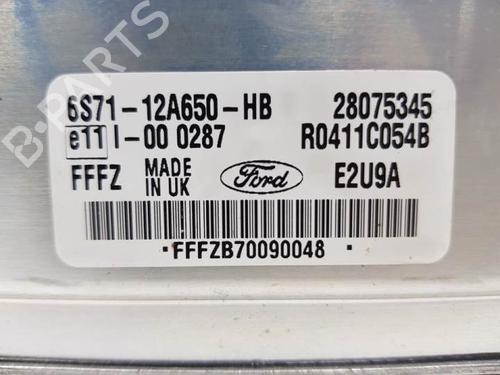 B-PARTS
6S71-12A650-HB 28075345
e11 I-00 0287 R0411C054B
FFFZ MADE IN UK Ford E2U9A
·FFFZB70090048·